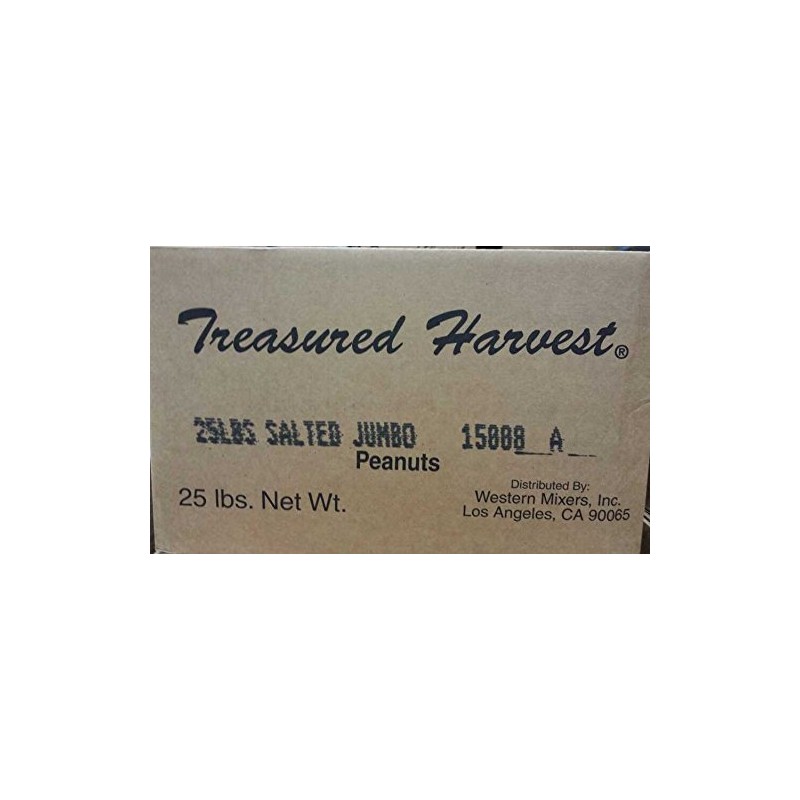 Treasured Harvest®
25LBS SALTED JUMBO 15008 A
Peanuts
25 lbs. Net Wt.
Distributed By:
Western Mixers, Inc.
Los Angeles, CA 90065